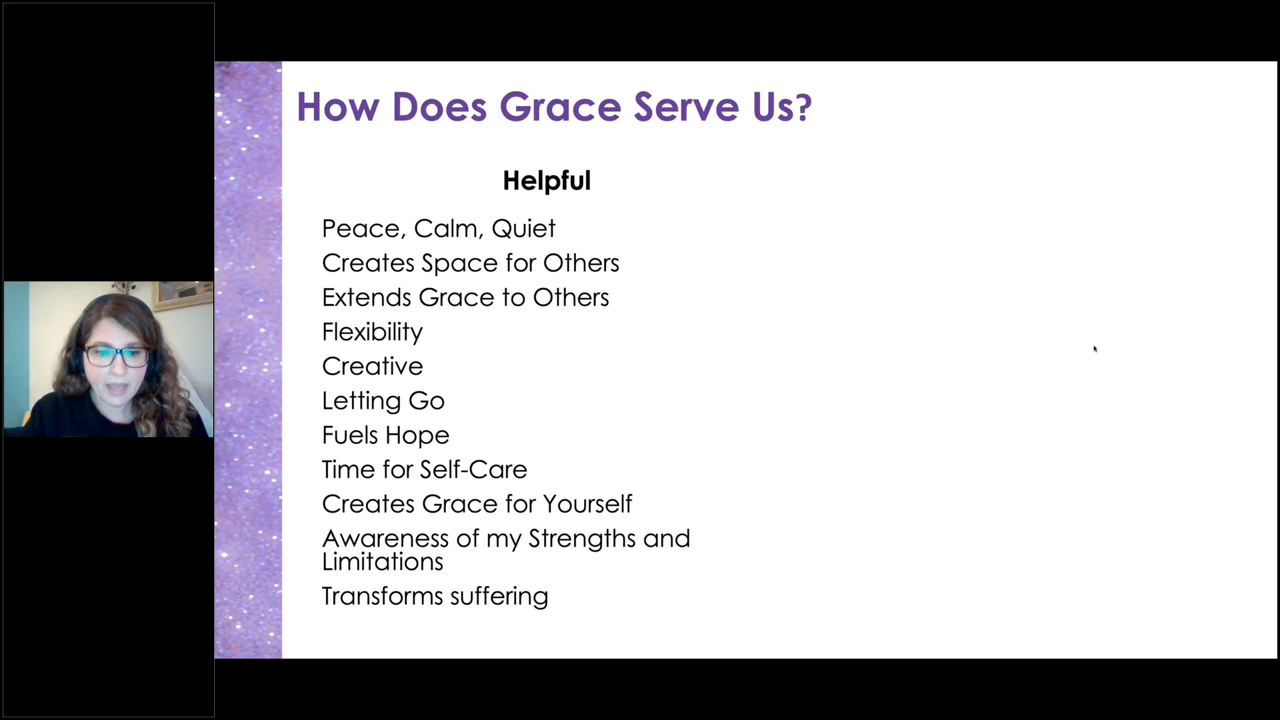 How Does Grace Serve Us?
Helpful
Peace, Calm, Quiet
Creates Space for Others
Extends Grace to Others
Flexibility
Creative
Letting Go
Fuels Hope
Time for Self-Care
Creates Grace for Yourself
Awareness of my Strengths and
Limitations
Transforms suffering